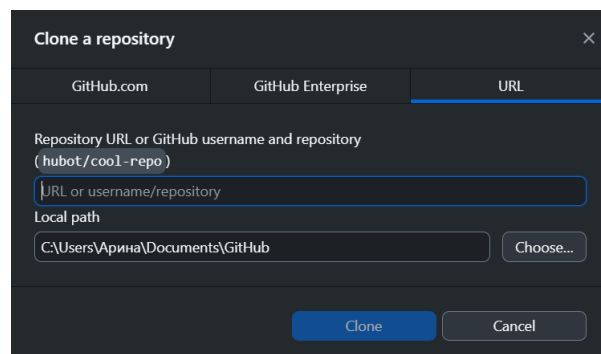 Clone a repository
GitHub.com
GitHub Enterprise
URL
Repository URL or GitHub username and repository
( hubot/cool-repo )
URL or username/repository
Local path
C:\Users\Арина\Documents\GitHub
Choose...
Clone
Cancel